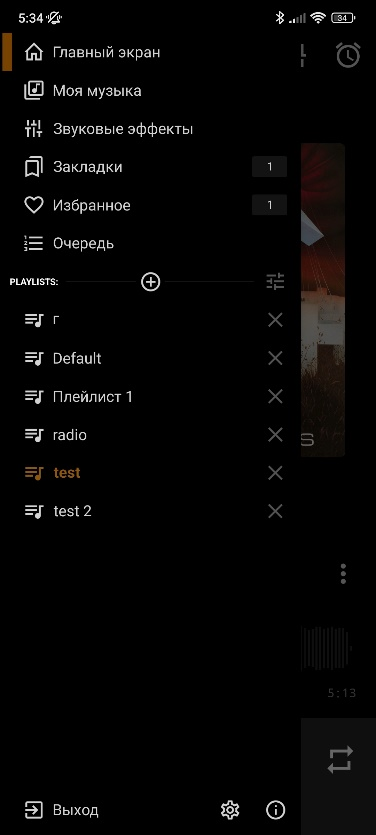 5:34
34
Главный экран
Моя музыка
Звуковые эффекты
Закладки 1
Избранное 1
Очередь
PLAYLISTS:
г
Default
Плейлист 1
radio
test
test 2
S
5:13
Выход